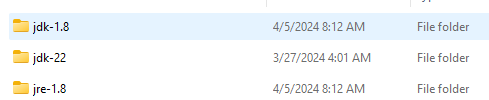 jdk-1.8 4/5/2024 8:12 AM File folder
jdk-22 3/27/2024 4:01 AM File folder
jre-1.8 4/5/2024 8:12 AM File folder